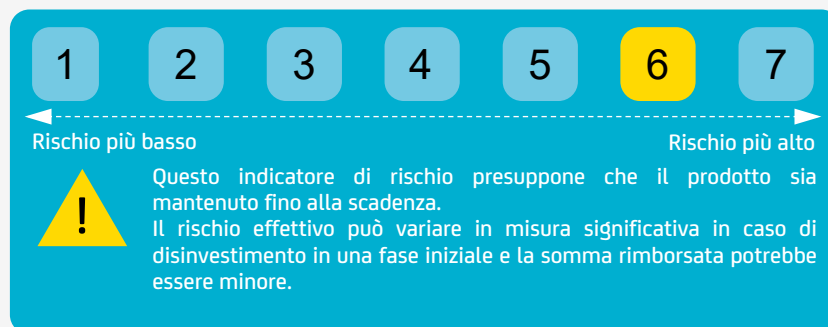 1 2 3 4 5 6 7
Rischio più basso Rischio più alto
!
Questo indicatore di rischio presuppone che il prodotto sia
mantenuto fino alla scadenza.
Il rischio effettivo può variare in misura significativa in caso di
disinvestimento in una fase iniziale e la somma rimborsata potrebbe
essere minore.